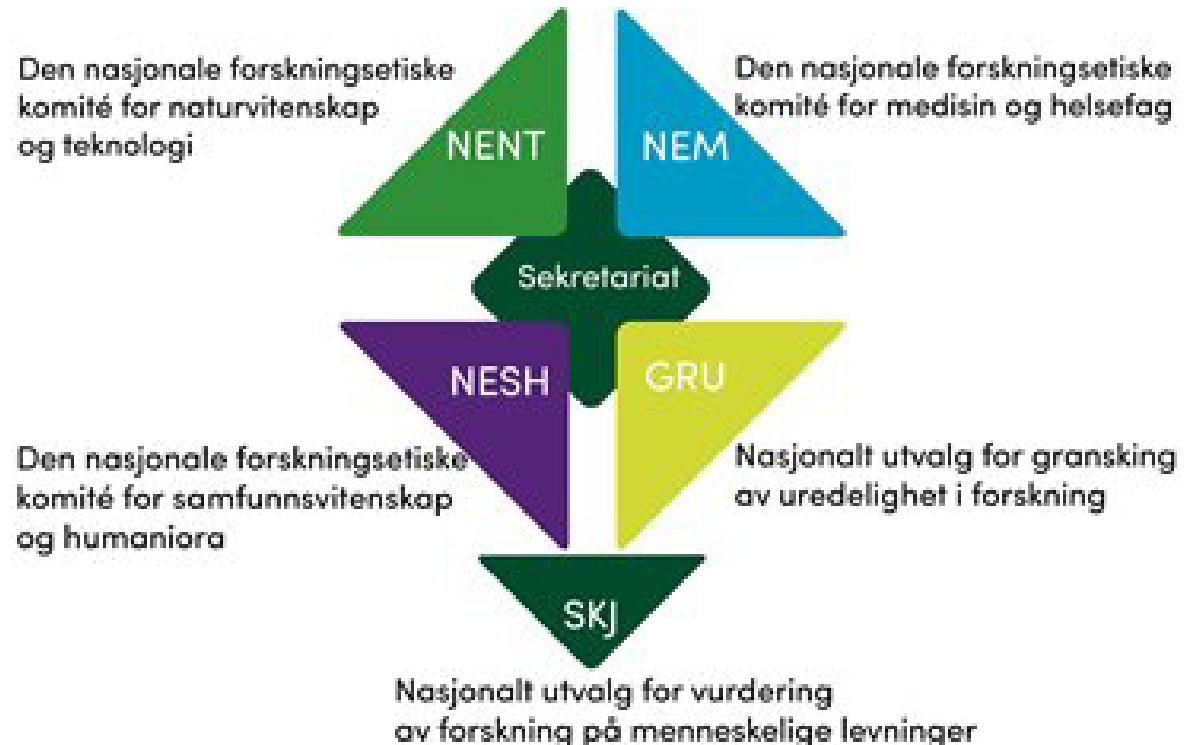 Den nasjonale forskningsetiske
komité for naturvitenskap
og teknologi
NENT
NEM
Den nasjonale forskningsetiske
komité for medisin og helsefag
Sekretariat
NESH
GRU
Den nasjonale forskningsetiske
komité for samfunnsvitenskap
og humaniora
Nasjonalt utvalg for gransking
av uredelighet i forskning
SKJ
Nasjonalt utvalg for vurdering
av forskning på menneskelige levninger